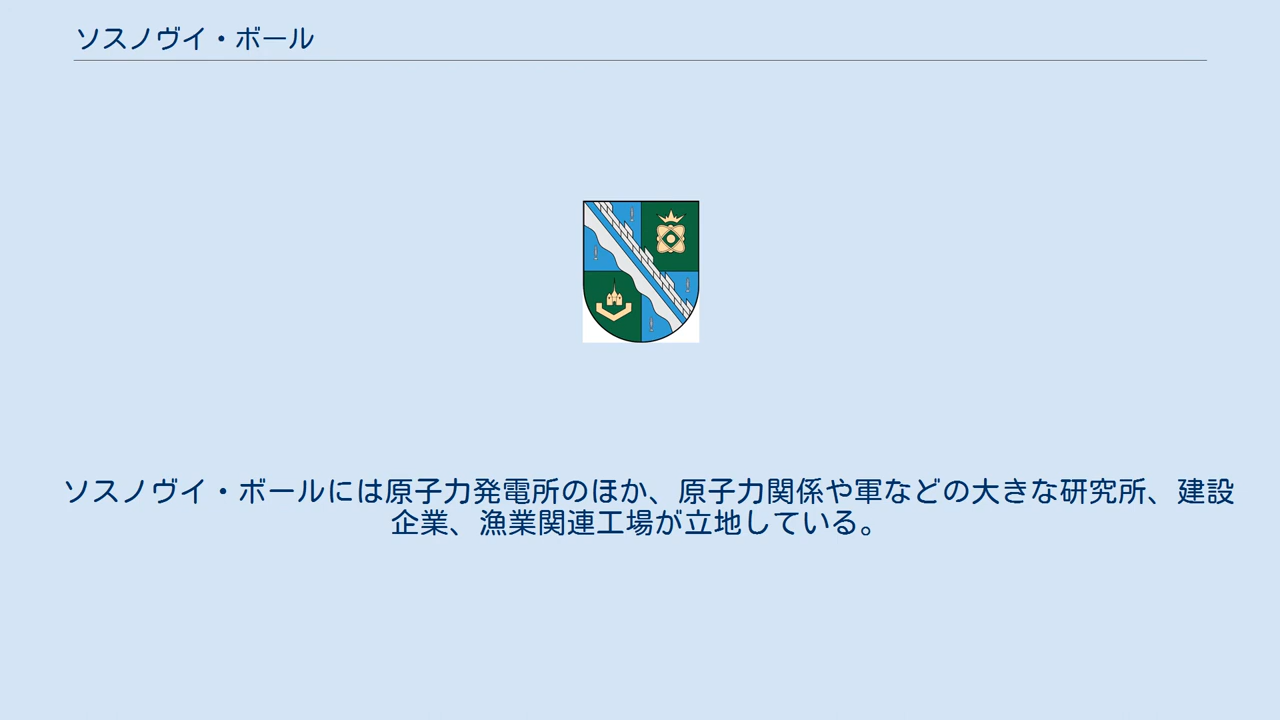 ソスノヴイ・ボール
ソスノヴイ・ボールには原子力発電所のほか、原子力関係や軍などの大きな研究所、建設
企業、漁業関連工場が立地している。